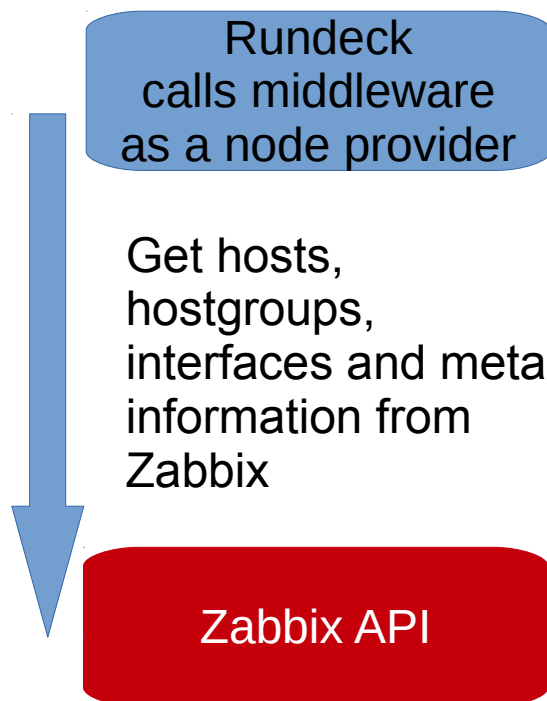 Rundeck
calls middleware
as a node provider
Get hosts,
hostgroups,
interfaces and meta
information from
Zabbix
Zabbix API